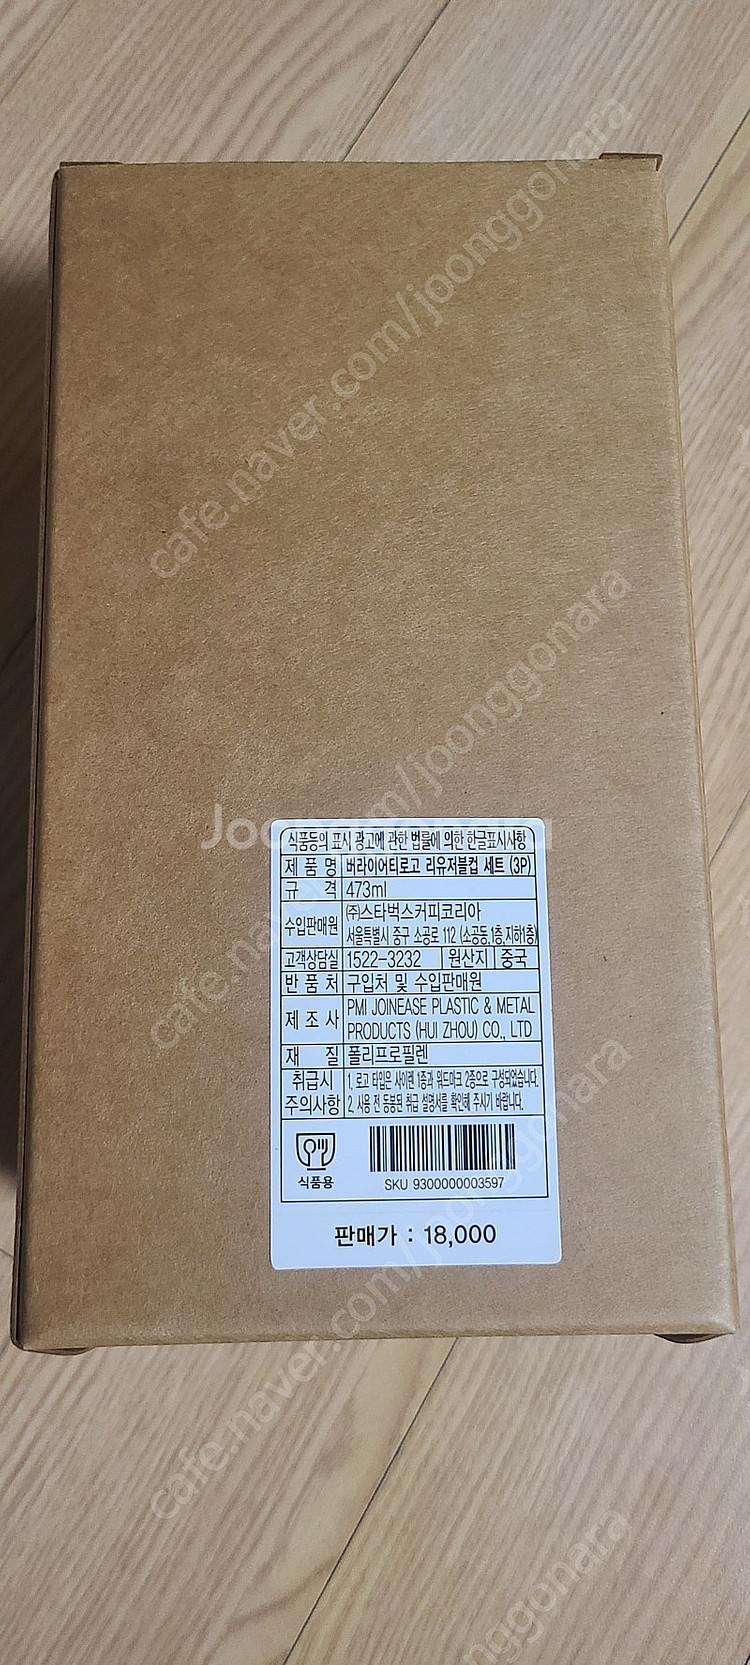 cafe.naver.com/joonggonara
cafe.naver.com/joonggonara
식품등의 표시 광고에 관한 법률에 의한 한글표시사항
제 품 명 버라이어티로고 리유저블컵 세트 (3P)
규 격 473ml
수입판매원 (주)스타벅스커피코리아
서울특별시 중구 소공로 112 (소공동,1층,지하1층)
고객상담실 1522-3232 원산지 중국
반 품 처 구입처 및 수입판매원
제 조 사 PMI JOINEASE PLASTIC & METAL
PRODUCTS (HUI ZHOU) CO., LTD
재 질 폴리프로필렌
취급시 1. 로고 타입은 사이렌 1종과 워드마크 2종으로 구성되었습니다.
주의사항 2. 사용 전 동봉된 취급 설명서를 확인해 주시기 바랍니다.
식품용
SKU 9300000003597
판매가 : 18,000
cafe.naver.com/joonggonara